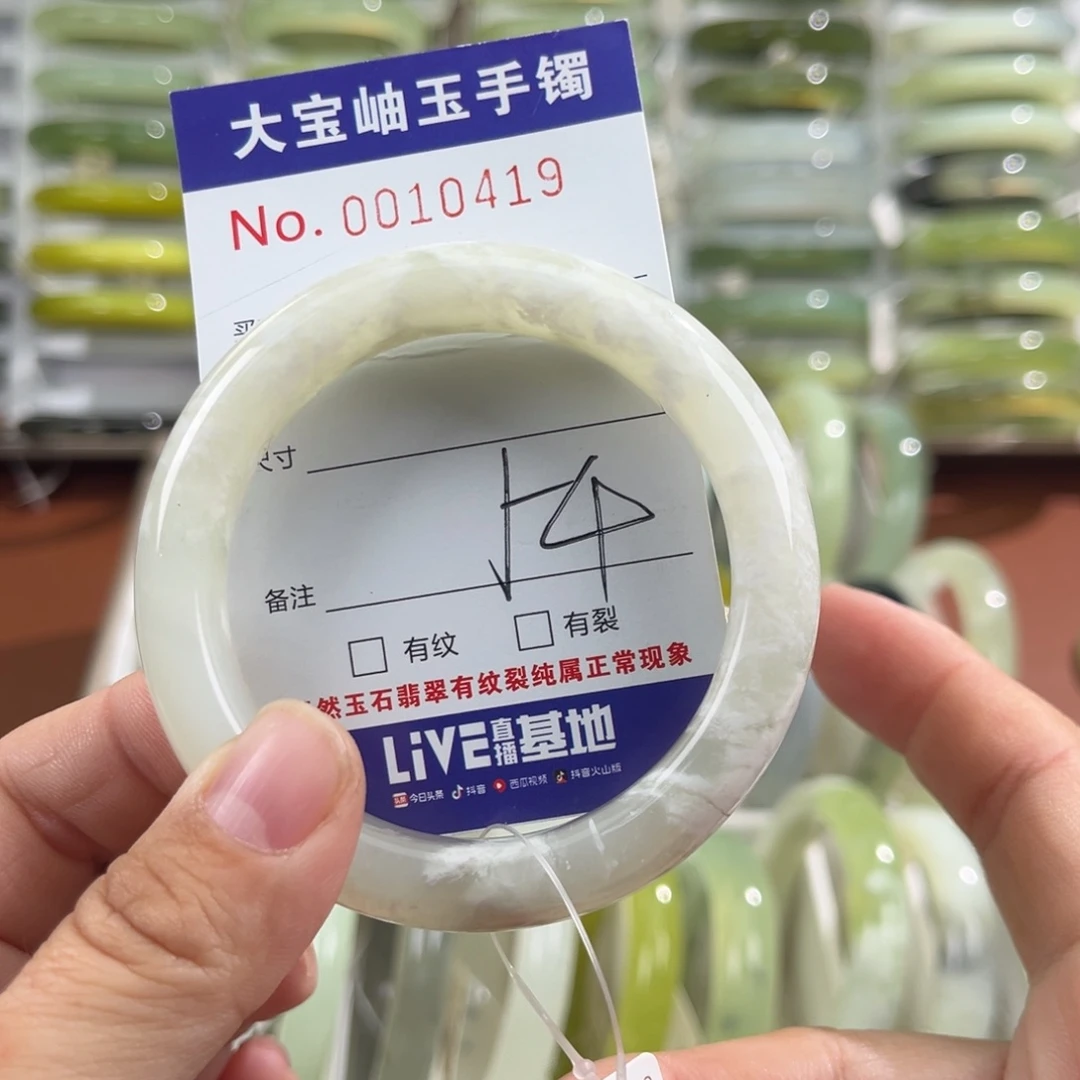 大宝岫玉手镯
No. 0010419
尺寸
备注
有纹 有裂
然玉石翡翠有纹裂纯属正常现象
LiVE直播基地
今日头条 抖音 西瓜视频 抖音火山版